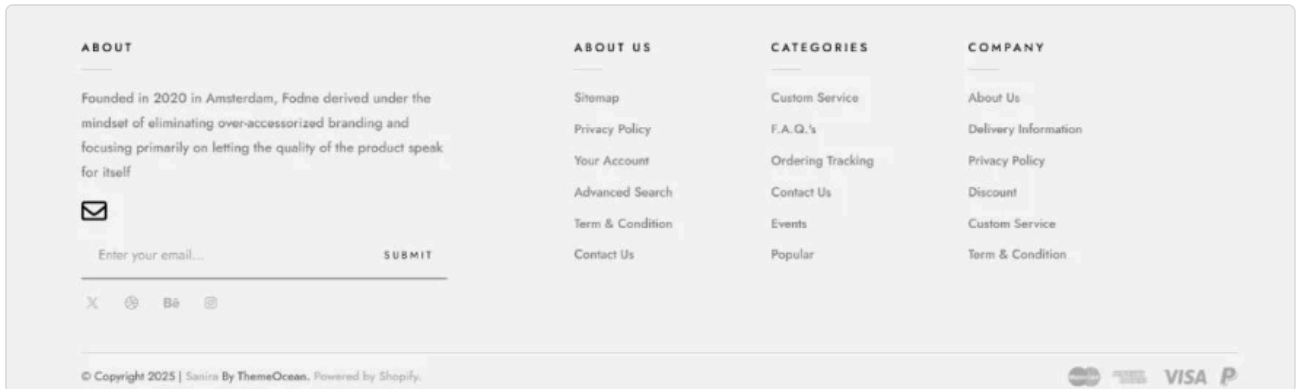 ABOUT
Founded in 2020 in Amsterdam, Fodne derived under the
mindset of eliminating over-accessorized branding and
focusing primarily on letting the quality of the product speak
for itself
Enter your email...
SUBMIT
Bē
ABOUT US
Sitemap
Privacy Policy
Your Account
Advanced Search
Term & Condition
Contact Us
CATEGORIES
Custom Service
F.A.Q.'s
Ordering Tracking
Contact Us
Events
Popular
COMPANY
About Us
Delivery Information
Privacy Policy
Discount
Custom Service
Term & Condition
© Copyright 2025 | Sanira By ThemeOcean. Powered by Shopify.
VISA